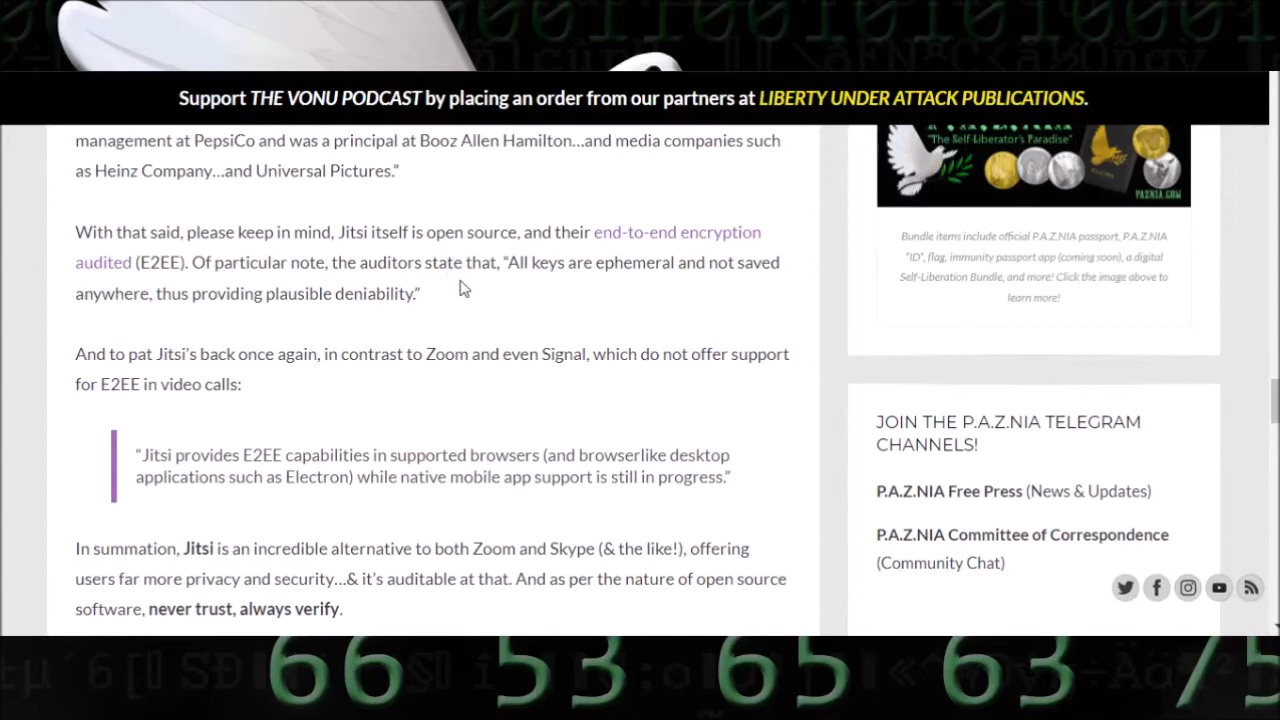 Support THE VONU PODCAST by placing an order from our partners at LIBERTY UNDER ATTACK PUBLICATIONS.
management at PepsiCo and was a principal at Booz Allen Hamilton…and media companies such
as Heinz Company…and Universal Pictures.”
With that said, please keep in mind, Jitsi itself is open source, and their end-to-end encryption
audited (E2EE). Of particular note, the auditors state that, “All keys are ephemeral and not saved
anywhere, thus providing plausible deniability.”
And to pat Jitsi’s back once again, in contrast to Zoom and even Signal, which do not offer support
for E2EE in video calls:
“Jitsi provides E2EE capabilities in supported browsers (and browserlike desktop
applications such as Electron) while native mobile app support is still in progress.”
In summation, Jitsi is an incredible alternative to both Zoom and Skype (& the like!), offering
users far more privacy and security…& it’s auditable at that. And as per the nature of open source
software, never trust, always verify.
"The Self-Liberator's Paradise"
PAZNIA.COM
Bundle items include official P.A.Z.NIA passport, P.A.Z.NIA
“ID”, flag, immunity passport app (coming soon), a digital
Self-Liberation Bundle, and more! Click the image above to
learn more!
JOIN THE P.A.Z.NIA TELEGRAM
CHANNELS!
P.A.Z.NIA Free Press (News & Updates)
P.A.Z.NIA Committee of Correspondence
(Community Chat)
66 53 65 63 75